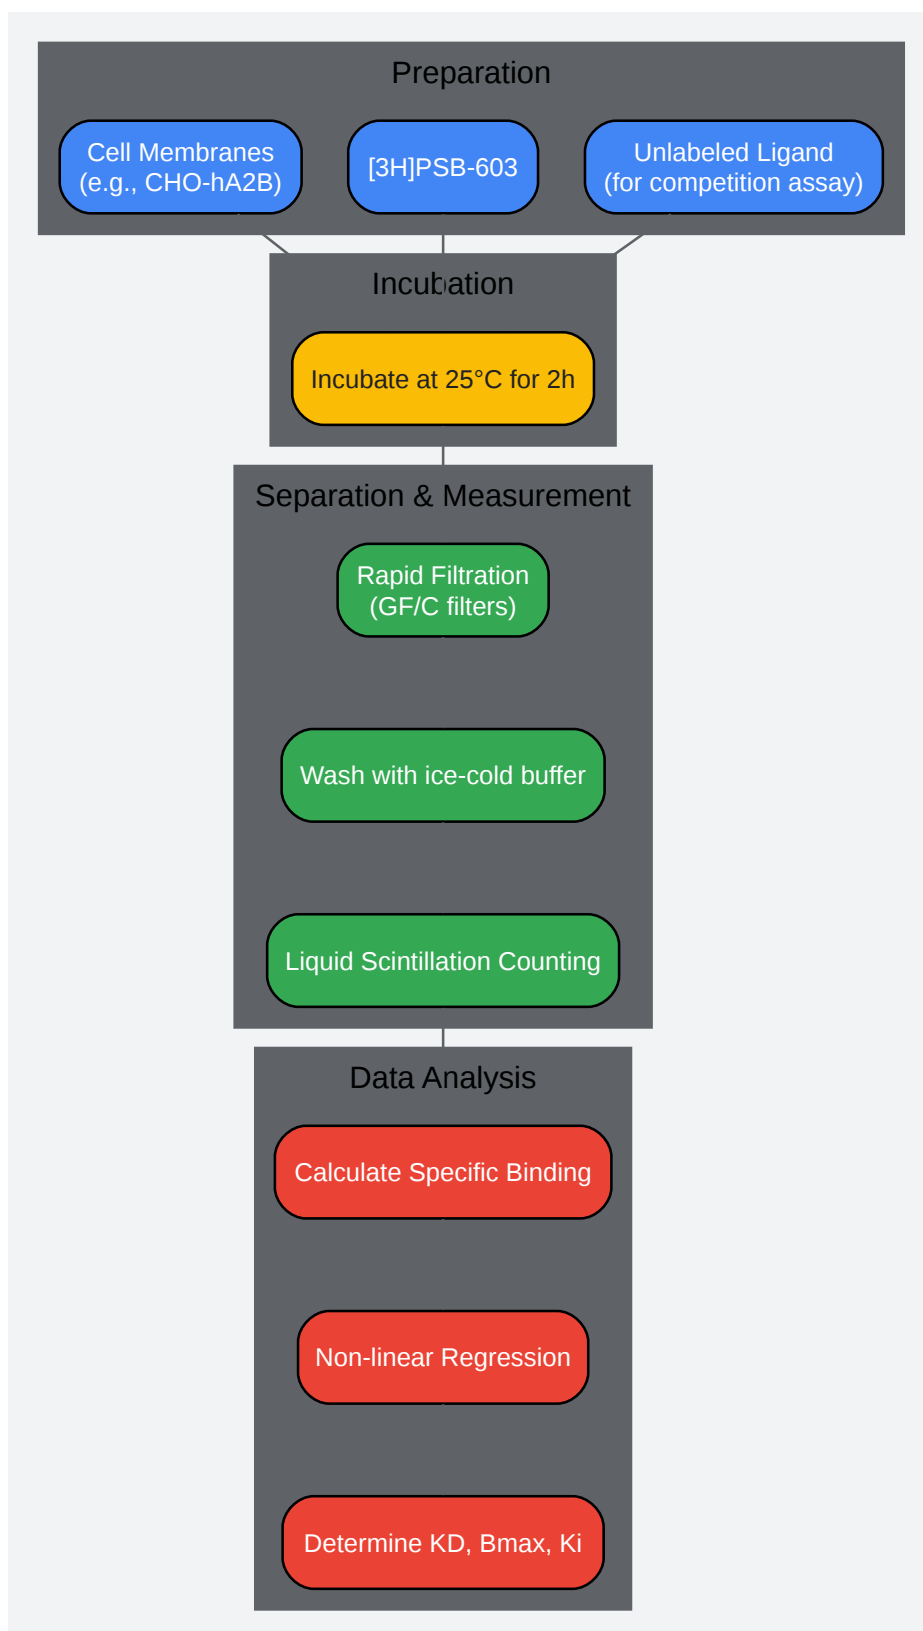 Preparation
Cell Membranes
(e.g., CHO-hA2B)
[3H]PSB-603
Unlabeled Ligand
(for competition assay)
Incubation
Incubate at 25°C for 2h
Separation & Measurement
Rapid Filtration
(GF/C filters)
Wash with ice-cold buffer
Liquid Scintillation Counting
Data Analysis
Calculate Specific Binding
Non-linear Regression
Determine KD, Bmax, Ki